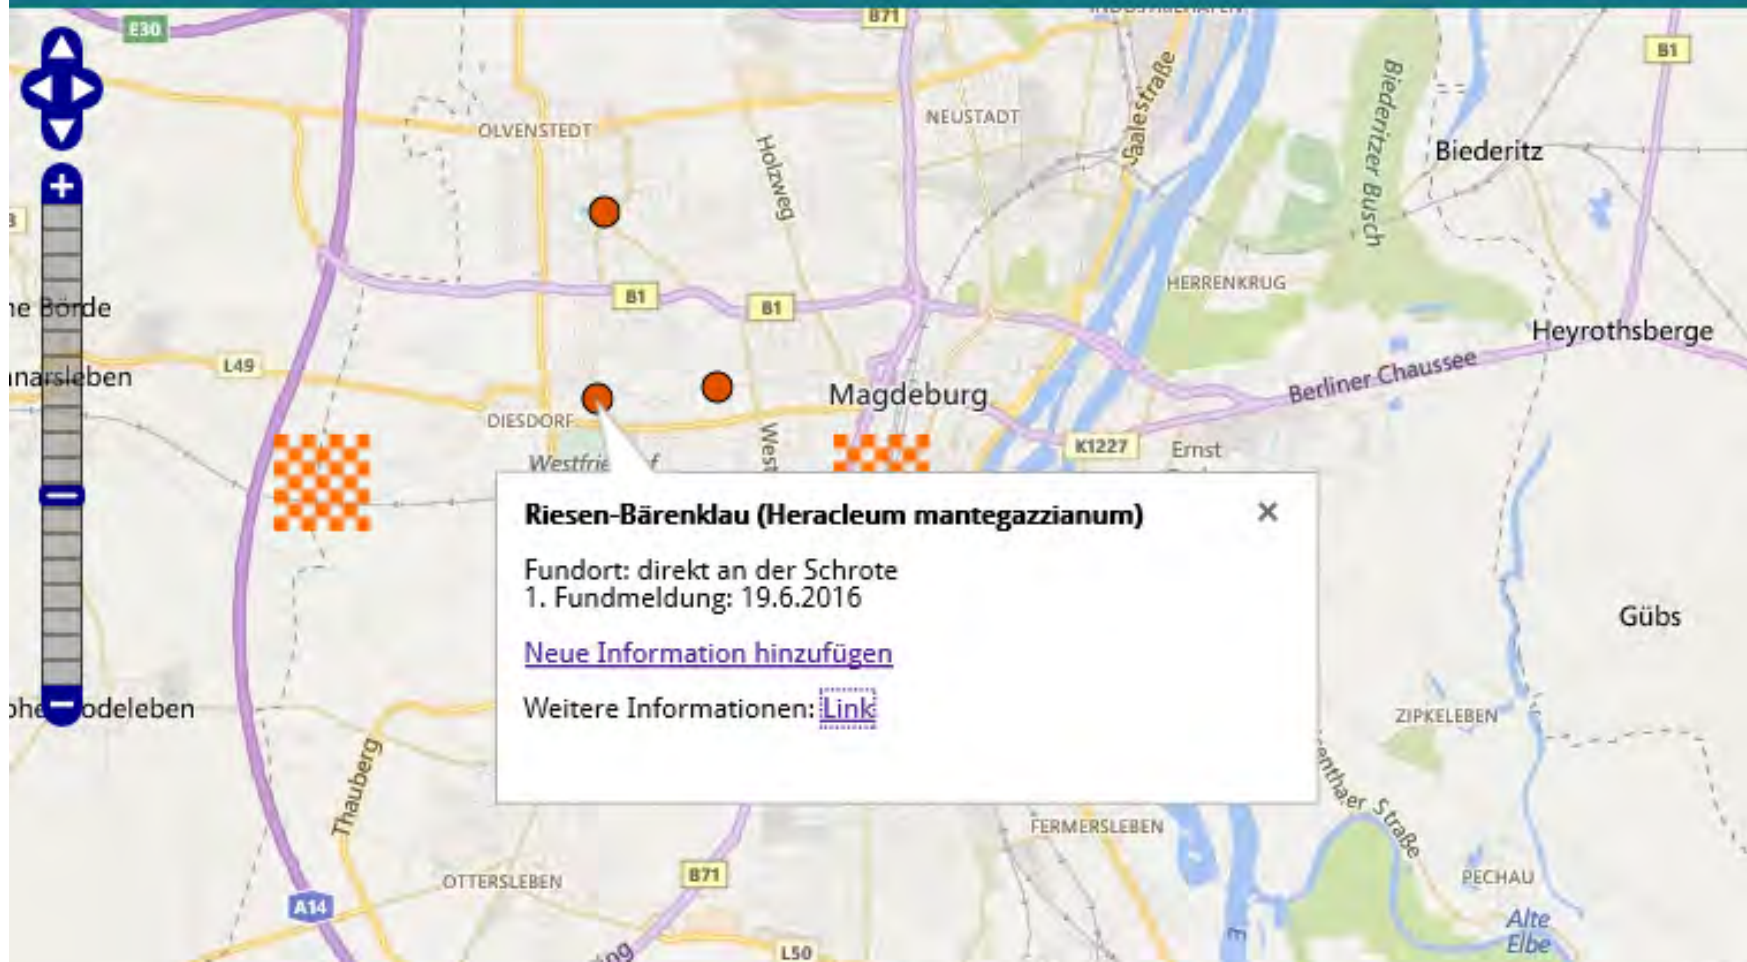 E30
B71
B1
OLVENSTEDT
NEUSTADT
Holzweg
Saalestraße
Biederitzer Busch
Biederitz
HERRENKRUG
B1
B1
Heyrothsberge
L49
DIESDORF
Magdeburg
Berliner Chaussee
K1227
Ernst
West
Riesen-Bärenklau (Heracleum mantegazzianum)
×
Fundort: direkt an der Schrote
1. Fundmeldung: 19.6.2016
Neue Information hinzufügen
Weitere Informationen: Link
Gübs
ZIPKELEBEN
Thauberg
Straße
FERMERSLEBEN
OTTERSLEBEN
B71
PECHAU
A14
Alte
Elbe
L50